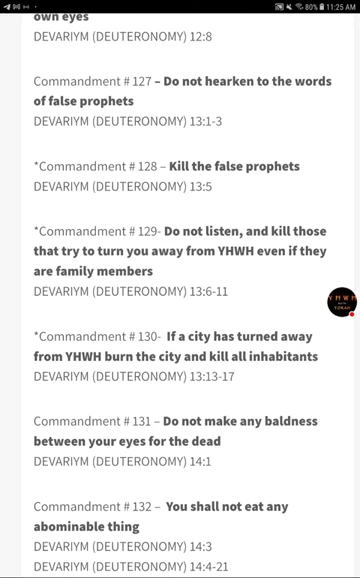 80% 11:25 AM
own eyes
DEVARIYM (DEUTERONOMY) 12:8
Commandment # 127 – Do not hearken to the words
of false prophets
DEVARIYM (DEUTERONOMY) 13:1-3
*Commandment # 128 – Kill the false prophets
DEVARIYM (DEUTERONOMY) 13:5
*Commandment # 129- Do not listen, and kill those
that try to turn you away from YHWH even if they
are family members
DEVARIYM (DEUTERONOMY) 13:6-11
YMWH
TORAH
*Commandment # 130-  If a city has turned away
from YHWH burn the city and kill all inhabitants
DEVARIYM (DEUTERONOMY) 13:13-17
Commandment # 131 – Do not make any baldness
between your eyes for the dead
DEVARIYM (DEUTERONOMY) 14:1
Commandment # 132 –  You shall not eat any
abominable thing
DEVARIYM (DEUTERONOMY) 14:3
DEVARIYM (DEUTERONOMY) 14:4-21